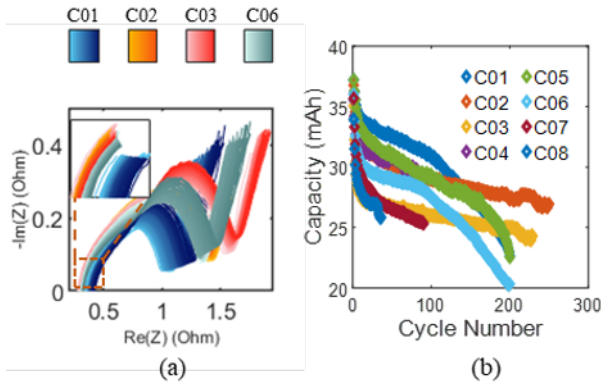 C01 C02 C03 C06
-Im(Z) (Ohm)
0.4
0.2
0
0.5 1 1.5
Re(Z) (Ohm)
(a)
Capacity (mAh)
40
35
30
25
20
C01 C05
C02 C06
C03 C07
C04 C08
0 100 200 300
Cycle Number
(b)